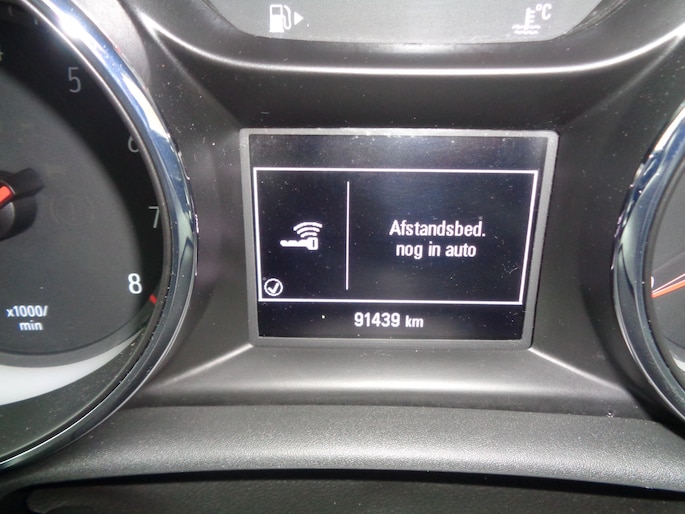 °C
5
6
7
8
x1000/
min
Afstandsbed.
nog in auto
91439 km